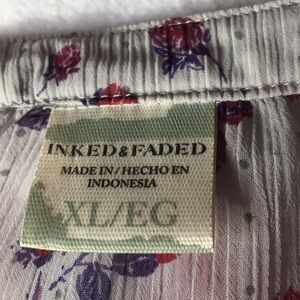 INKED & FADED
MADE IN / HECHO EN
INDONESIA
XL/EG